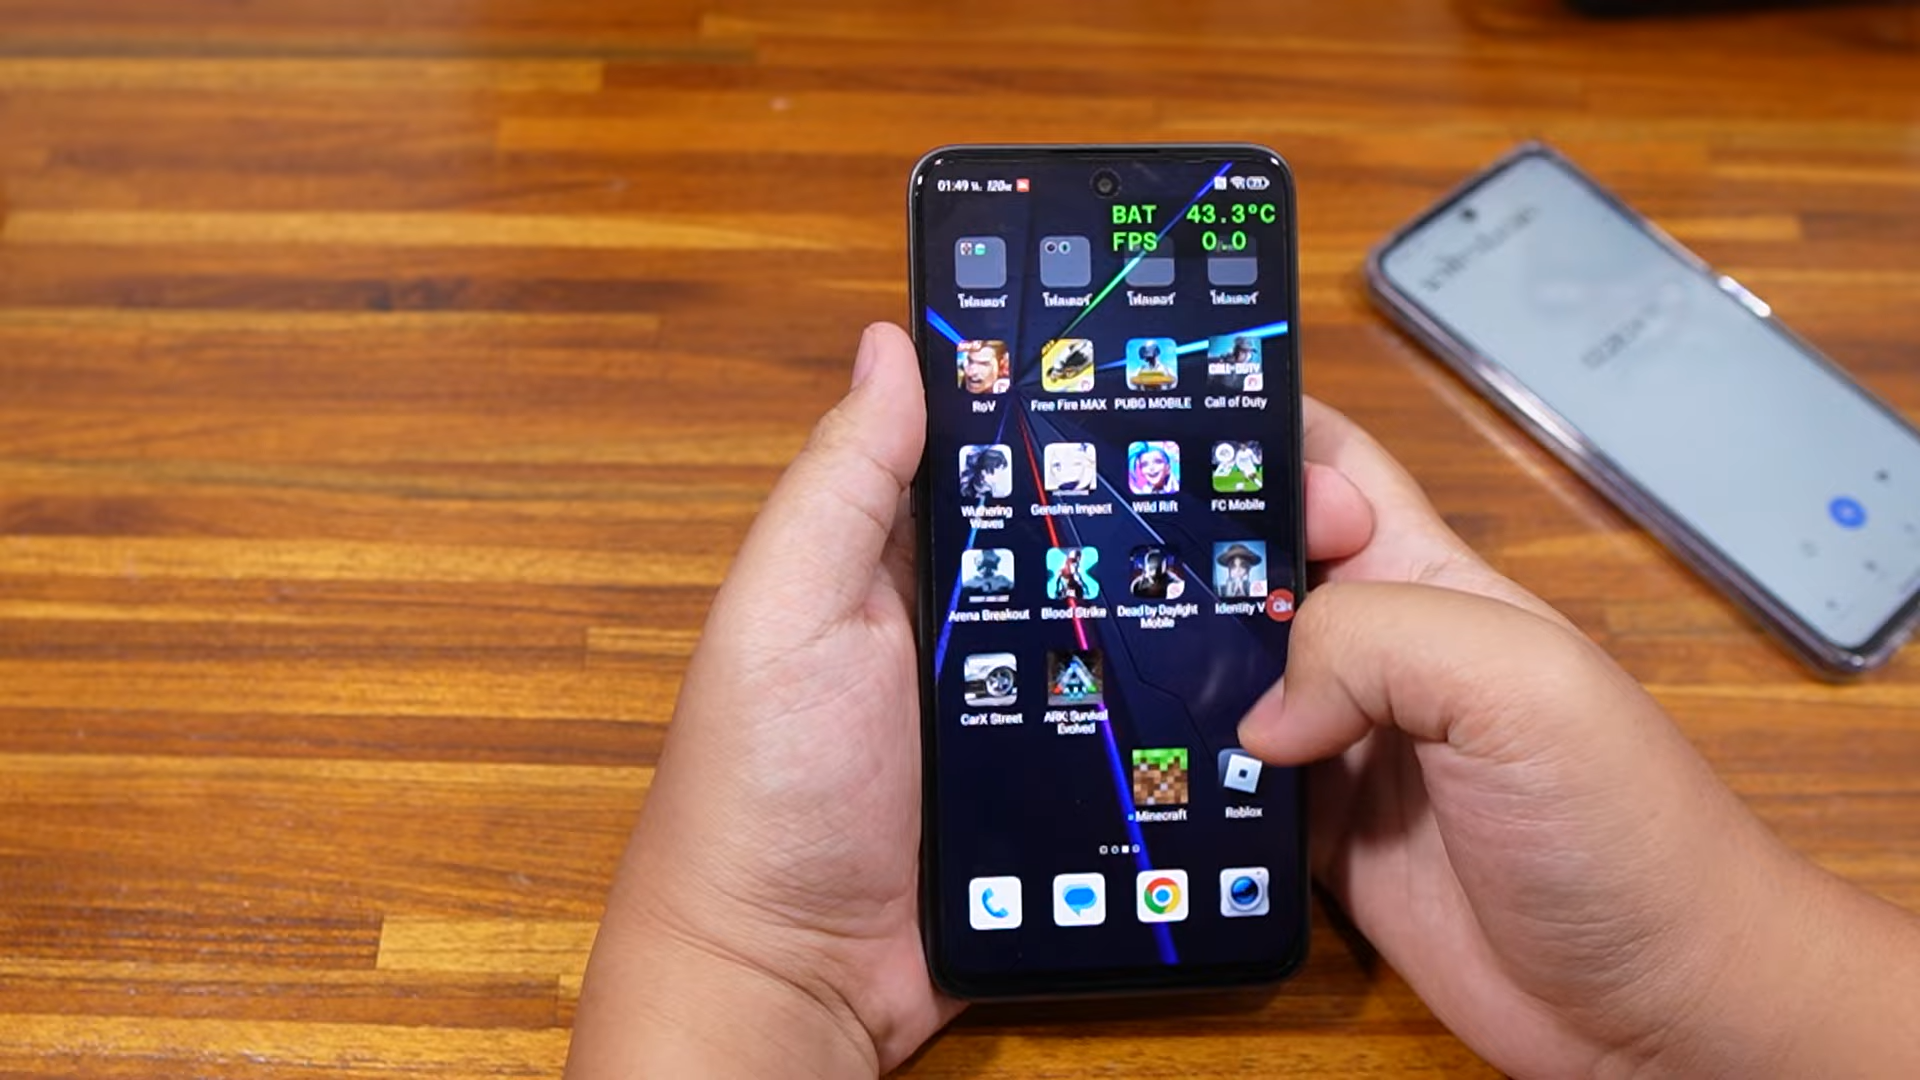 01:49
BAT 43.3°C
FPS 0.0
โฟลเดอร์ โฟลเดอร์ โฟลเดอร์ โฟลเดอร์
CALL OF DUTY
RoV Free Fire MAX PUBG MOBILE Call of Duty
Wuthering Waves Genshin Impact Wild Rift FC Mobile
Arena Breakout Blood Strike Dead by Daylight Mobile Identity V
CarX Street ARK: Survival Evolved
Minecraft Roblox